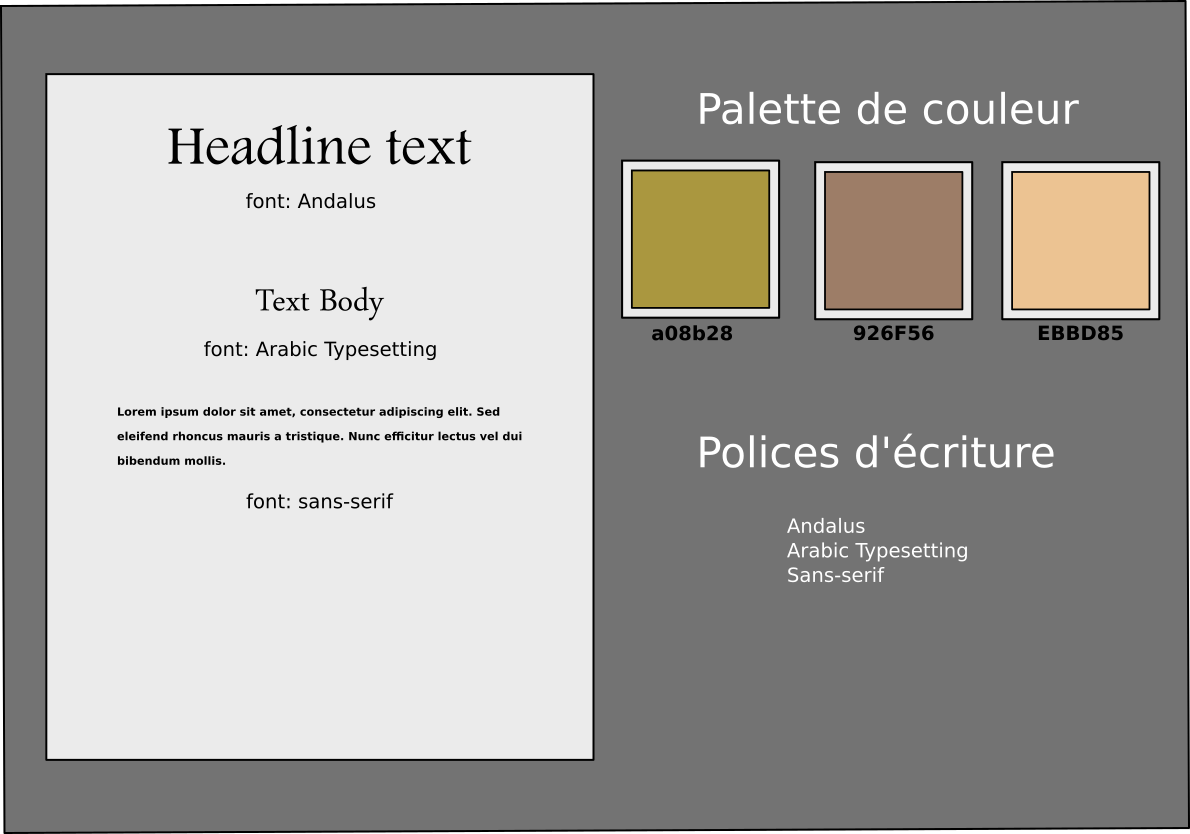 Headline text
font: Andalus
Text Body
font: Arabic Typesetting
Lorem ipsum dolor sit amet, consectetur adipiscing elit. Sed
eleifend rhoncus mauris a tristique. Nunc efficitur lectus vel dui
bibendum mollis.
font: sans-serif
Palette de couleur
a08b28
926F56
EBBD85
Polices d'écriture
Andalus
Arabic Typesetting
Sans-serif